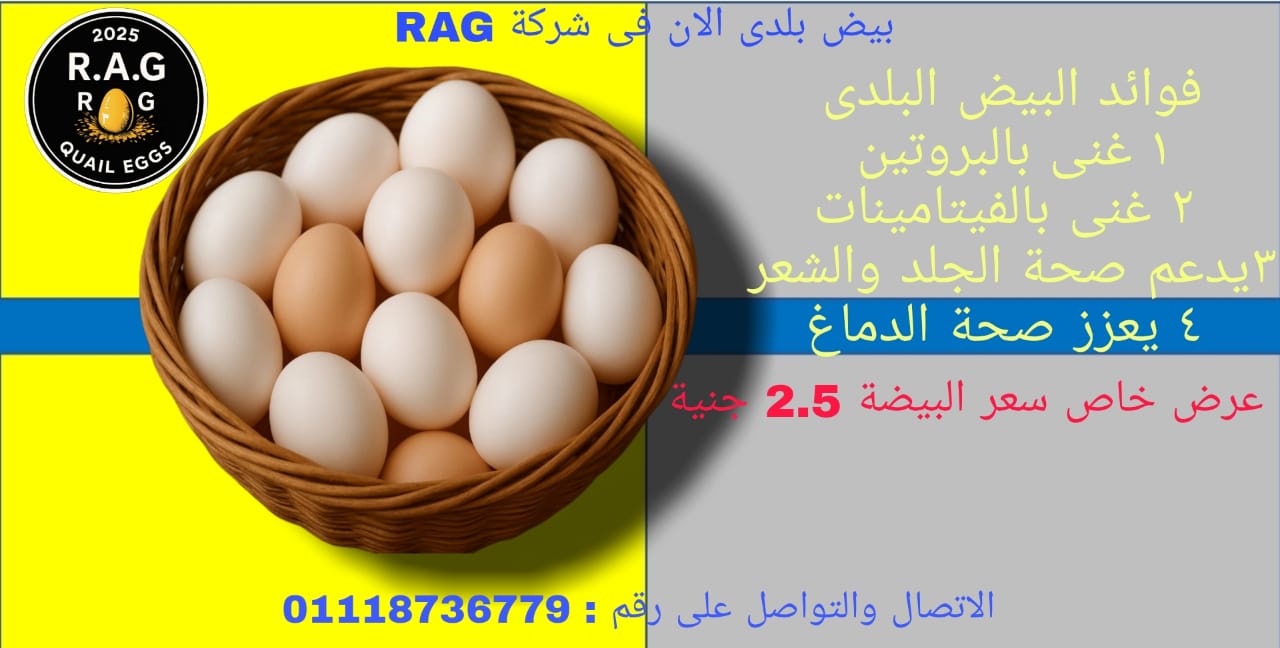 بيض بلدى الان فى شركة RAG
2025
R.A.G
R G
QUAIL EGGS
فوائد البيض البلدى
١ غنى بالبروتين
٢ غنى بالفيتامينات
٣يدعم صحة الجلد والشعر
٤ يعزز صحة الدماغ
عرض خاص سعر البيضة 2.5 جنية
الاتصال والتواصل على رقم : 01118736779